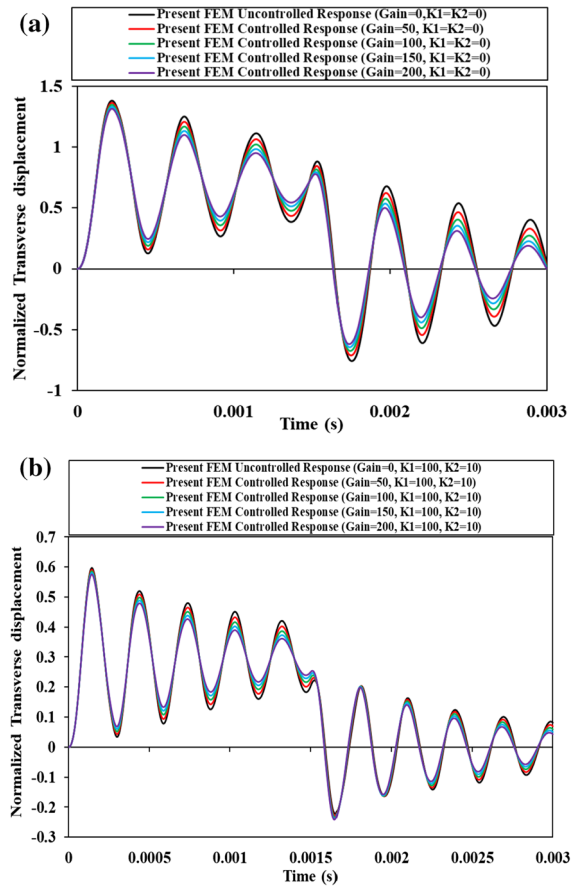 (a)
Present FEM Uncontrolled Response (Gain=0,K1=K2=0)
Present FEM Controlled Response (Gain=50, K1=K2=0)
Present FEM Controlled Response (Gain=100, K1=K2=0)
Present FEM Controlled Response (Gain=150, K1=K2=0)
Present FEM Controlled Response (Gain=200, K1=K2=0)
Normalized Transverse displacement
1.5
1
0.5
0
-0.5
-1
0 0.001 0.002 0.003
Time (s)
(b)
Present FEM Uncontrolled Response (Gain=0, K1=100, K2=10)
Present FEM Controlled Response (Gain=50, K1=100, K2=10)
Present FEM Controlled Response (Gain=100, K1=100, K2=10)
Present FEM Controlled Response (Gain=150, K1=100, K2=10)
Present FEM Controlled Response (Gain=200, K1=100, K2=10)
Normalized Transverse displacement
0.7
0.6
0.5
0.4
0.3
0.2
0.1
0
-0.1
-0.2
-0.3
0 0.0005 0.001 0.0015 0.002 0.0025 0.003
Time (s)